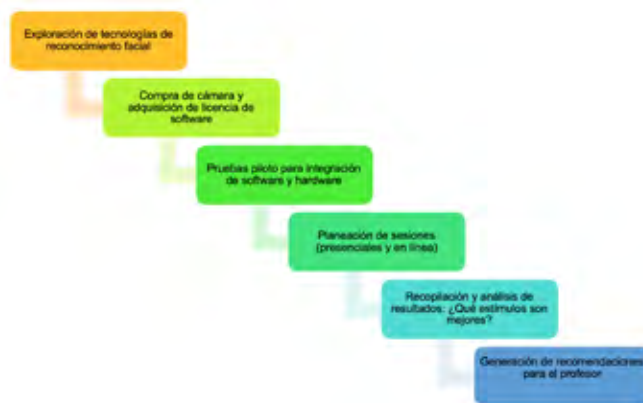 Exploración de tecnologías de
reconocimiento facial
Compra de cámara y
adquisición de licencia de
software
Pruebas piloto para integración
de software y hardware
Planeación de sesiones
(presenciales y en línea)
Recopilación y análisis de
resultados: ¿Qué estímulos son
mejores?
Generación de recomendaciones
para el profesor